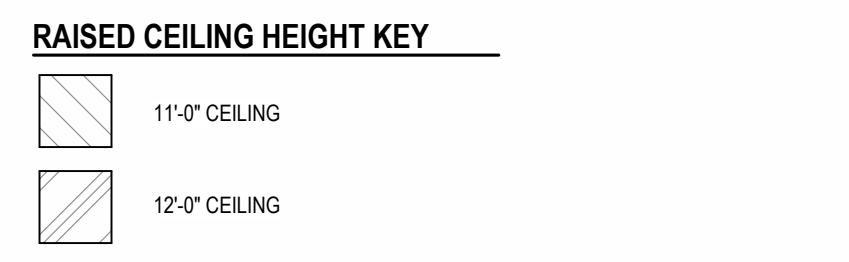 RAISED CEILING HEIGHT KEY
11'-0" CEILING
12'-0" CEILING